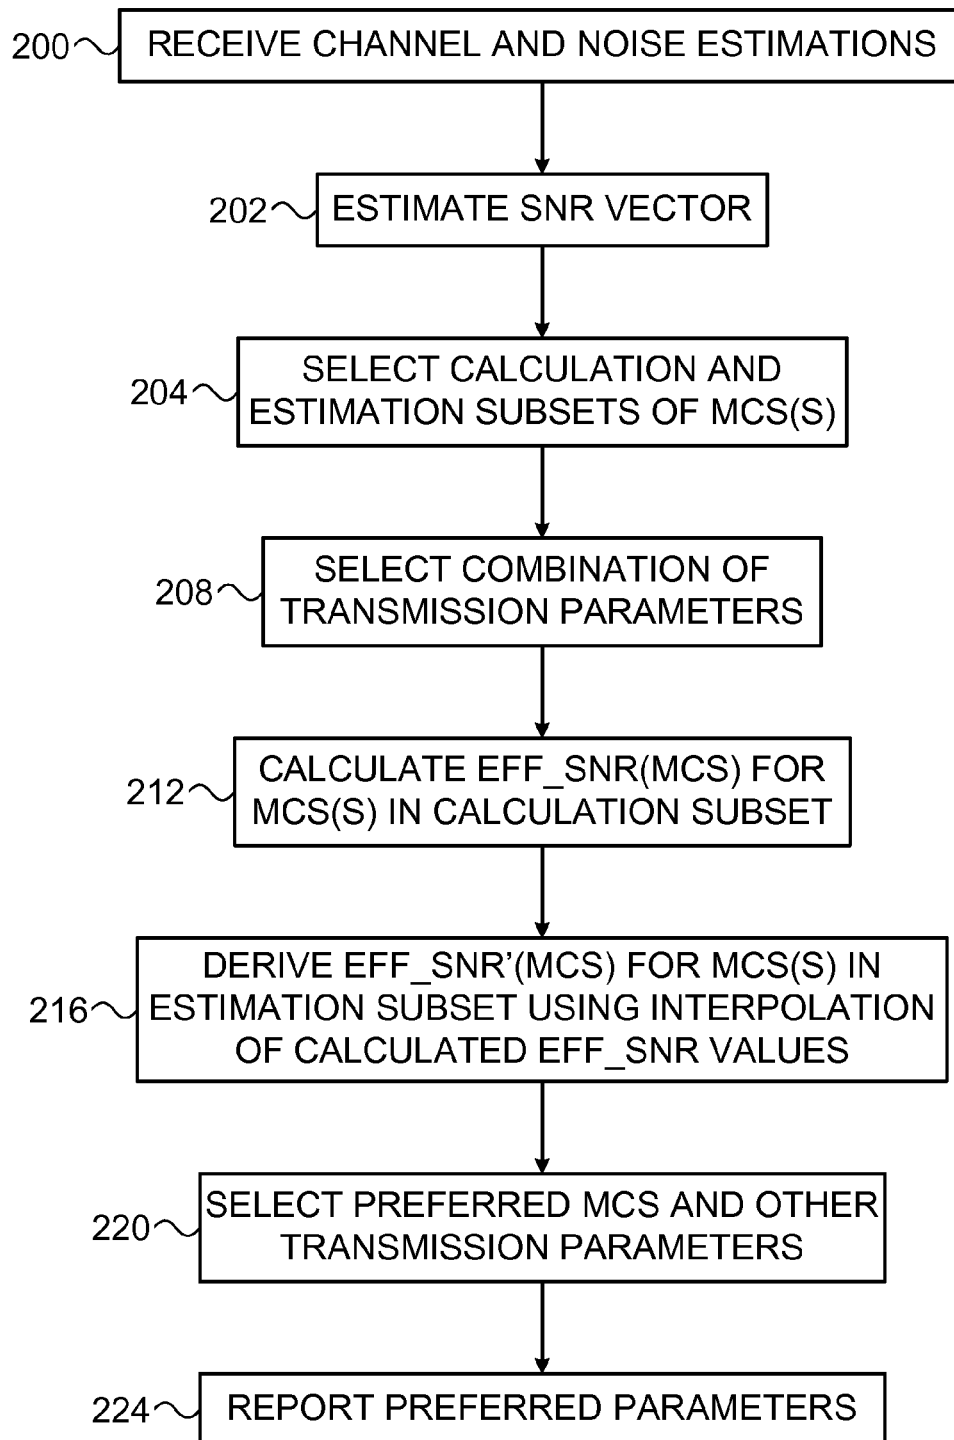 200
RECEIVE CHANNEL AND NOISE ESTIMATIONS
202
ESTIMATE SNR VECTOR
204
SELECT CALCULATION AND
ESTIMATION SUBSETS OF MCS(S)
208
SELECT COMBINATION OF
TRANSMISSION PARAMETERS
212
CALCULATE EFF_SNR(MCS) FOR
MCS(S) IN CALCULATION SUBSET
216
DERIVE EFF_SNR'(MCS) FOR MCS(S) IN
ESTIMATION SUBSET USING INTERPOLATION
OF CALCULATED EFF_SNR VALUES
220
SELECT PREFERRED MCS AND OTHER
TRANSMISSION PARAMETERS
224
REPORT PREFERRED PARAMETERS